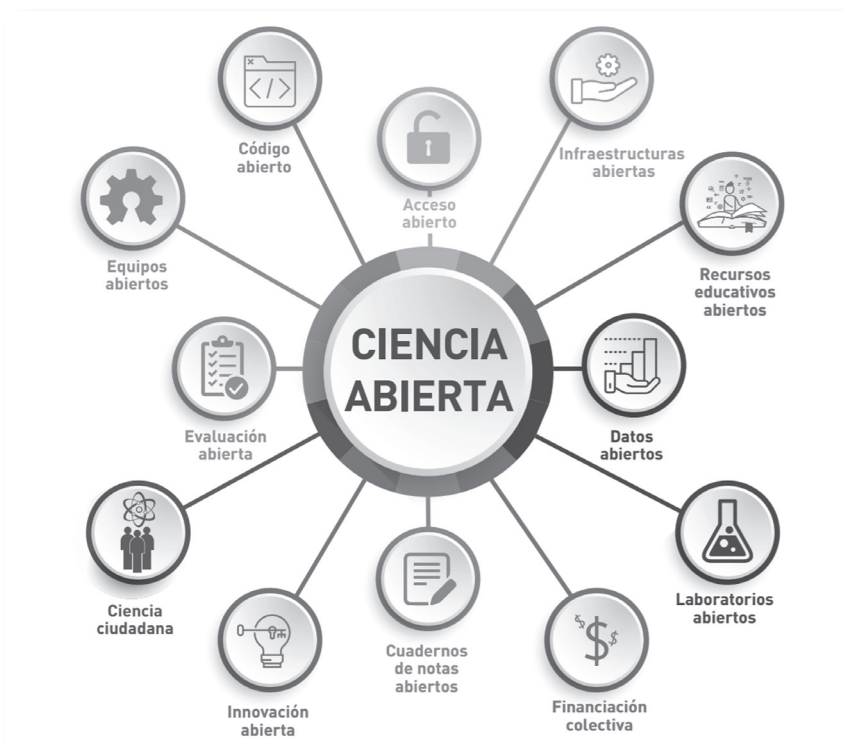 Código
abierto
Acceso
abierto
Infraestructuras
abiertas
Equipos
abiertos
Recursos
educativos
abiertos
CIENCIA
ABIERTA
Evaluación
abierta
Datos
abiertos
Ciencia
ciudadana
Laboratorios
abiertos
Innovación
abierta
Cuadernos
de notas
abiertos
Financiación
colectiva